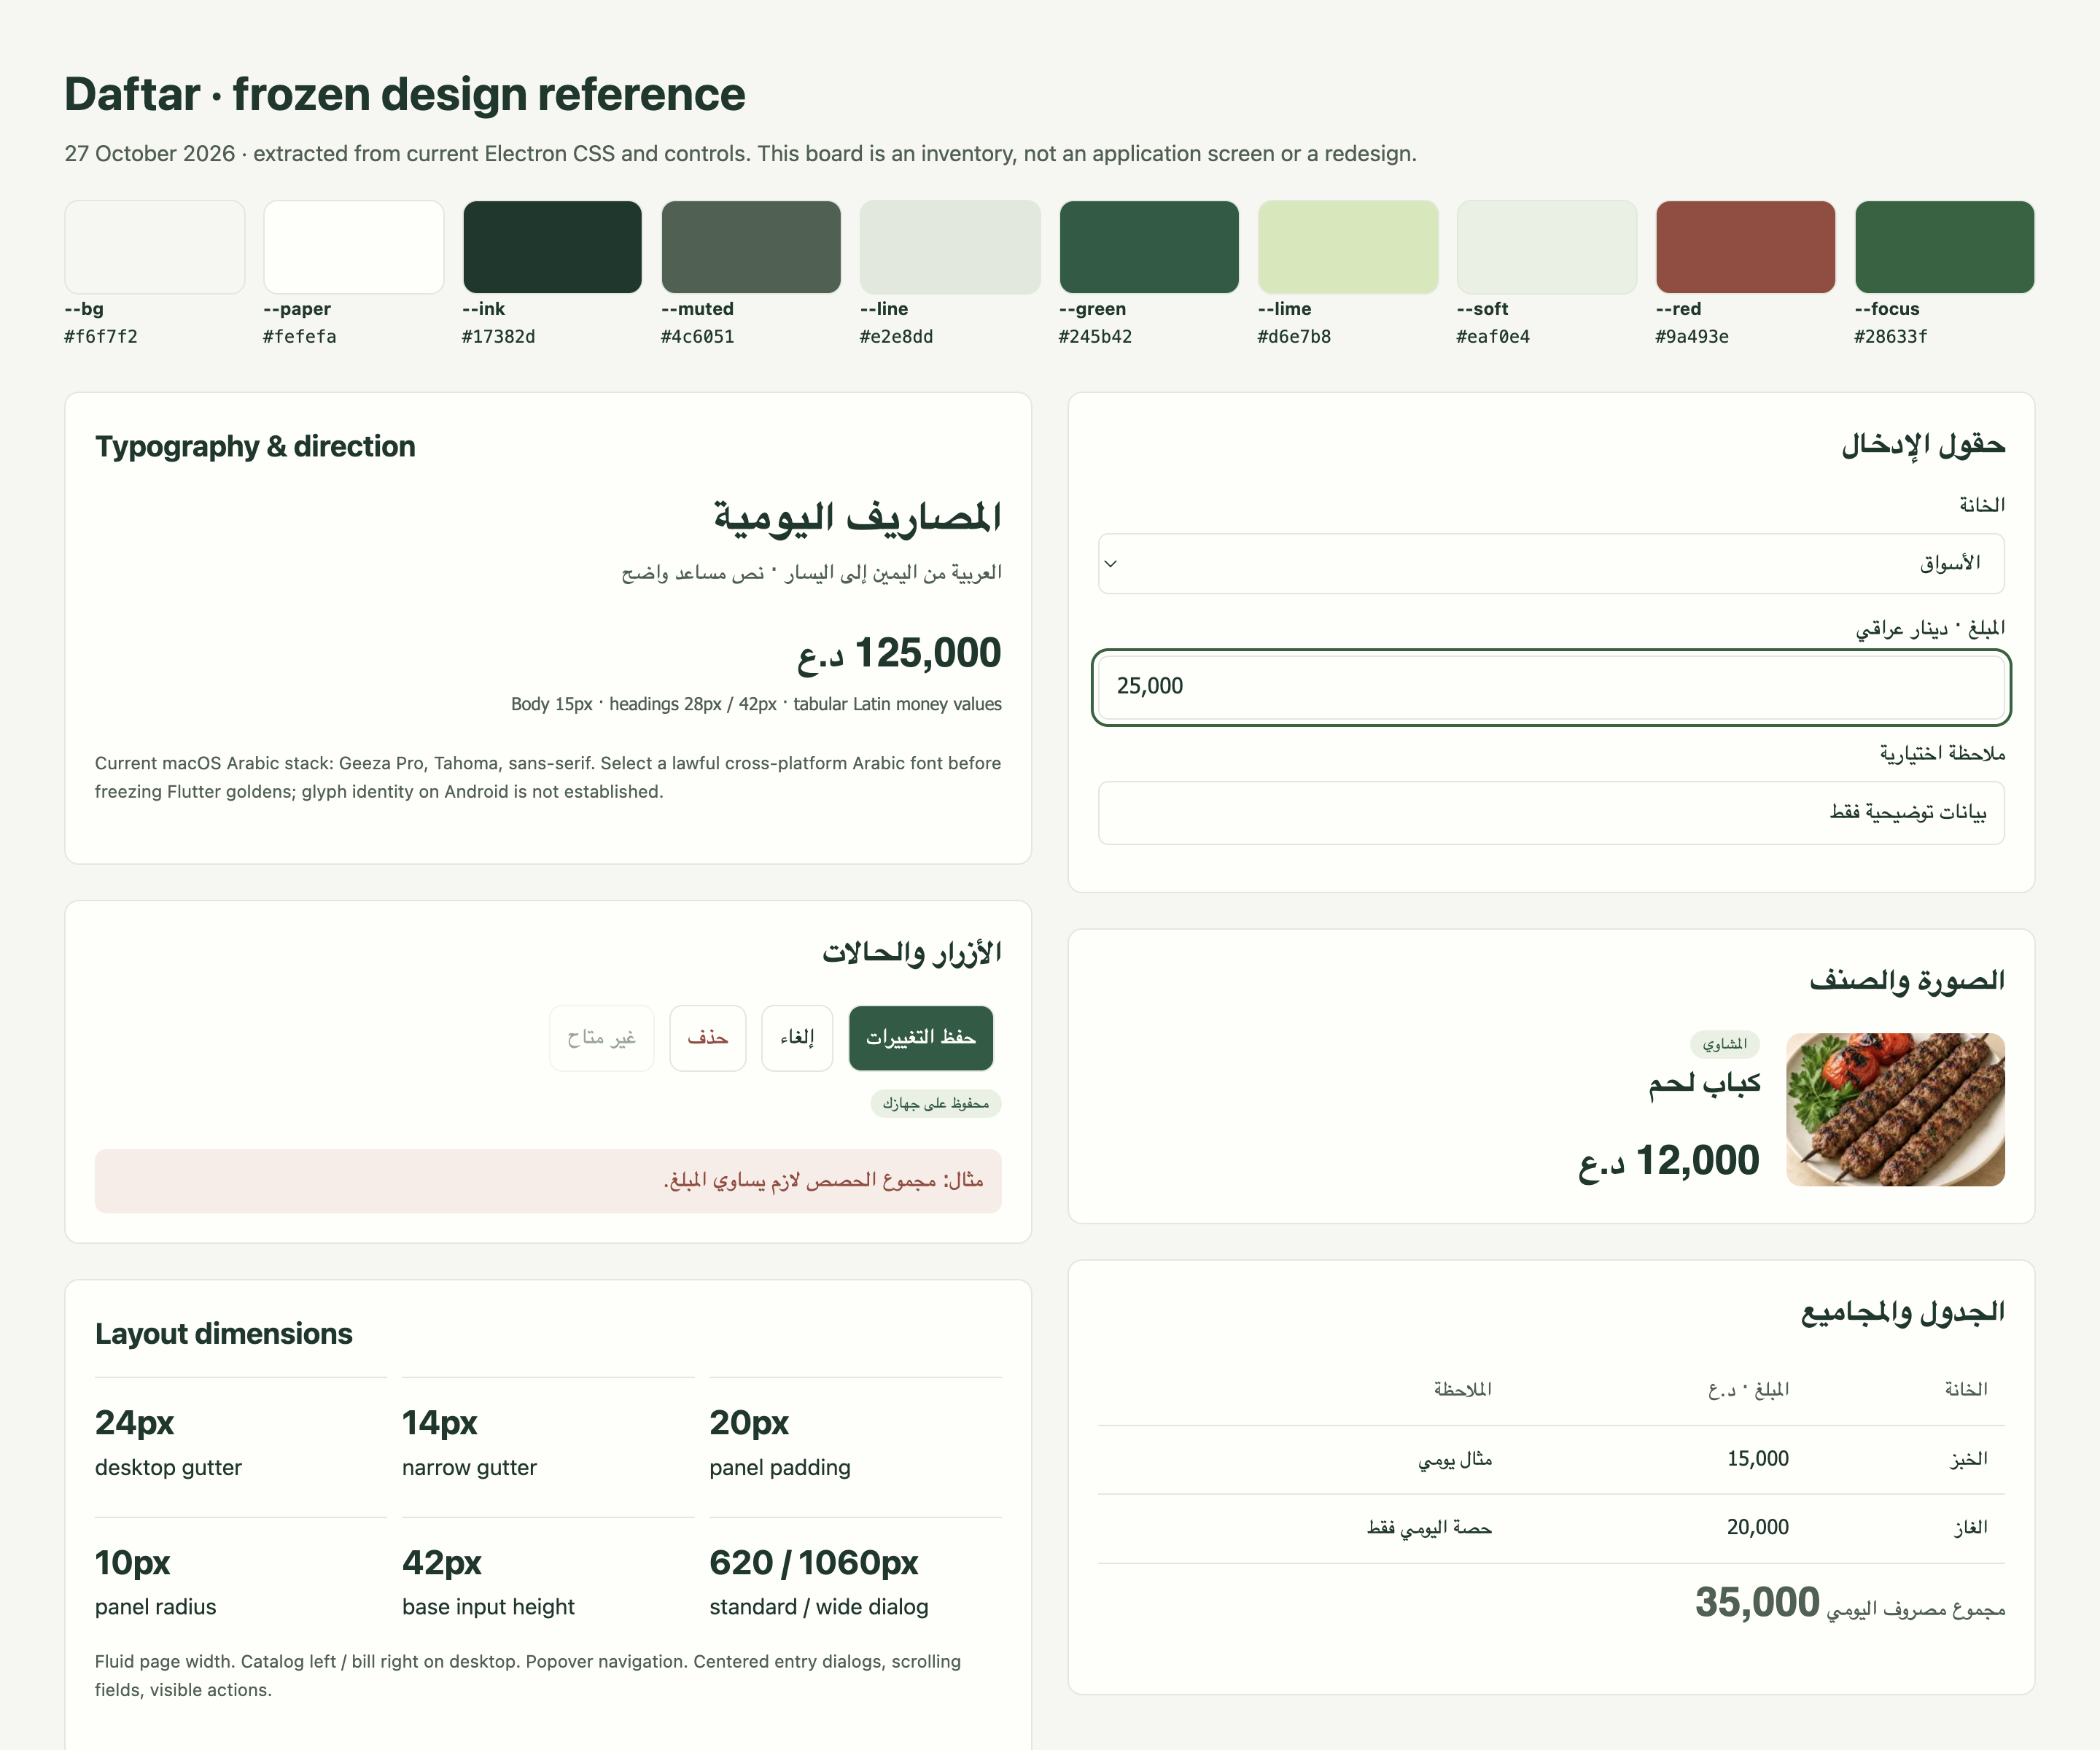 Daftar · frozen design reference
27 October 2026 · extracted from current Electron CSS and controls. This board is an inventory, not an application screen or a redesign.
--bg
#f6f7f2
--paper
#fefefa
--ink
#17382d
--muted
#4c6051
--line
#e2e8dd
--green
#245b42
--lime
#d6e7b8
--soft
#eaf0e4
--red
#9a493e
--focus
#28633f
Typography & direction
المصاريف اليومية
العربية من اليمين إلى اليسار · نص مساعد واضح
125,000 د.ع
Body 15px · headings 28px / 42px · tabular Latin money values
Current macOS Arabic stack: Geeza Pro, Tahoma, sans-serif. Select a lawful cross-platform Arabic font before
freezing Flutter goldens; glyph identity on Android is not established.
الأزرار والحالات
حفظ التغييرات
إلغاء
حذف
غير متاح
محفوظ على جهازك
مثال: مجموع الحصص لازم يساوي المبلغ.
Layout dimensions
24px
desktop gutter
14px
narrow gutter
20px
panel padding
10px
panel radius
42px
base input height
620 / 1060px
standard / wide dialog
Fluid page width. Catalog left / bill right on desktop. Popover navigation. Centered entry dialogs, scrolling
fields, visible actions.
حقول الإدخال
الخانة
الأسواق
المبلغ · دينار عراقي
25,000
ملاحظة اختيارية
بيانات توضيحية فقط
الصورة والصنف
المشاوي
كباب لحم
12,000 د.ع
الجدول والمجاميع
الخانة المبلغ · د.ع الملاحظة
الخبز 15,000 مثال يومي
الغاز 20,000 حصة اليومي فقط
مجموع مصروف اليومي 35,000